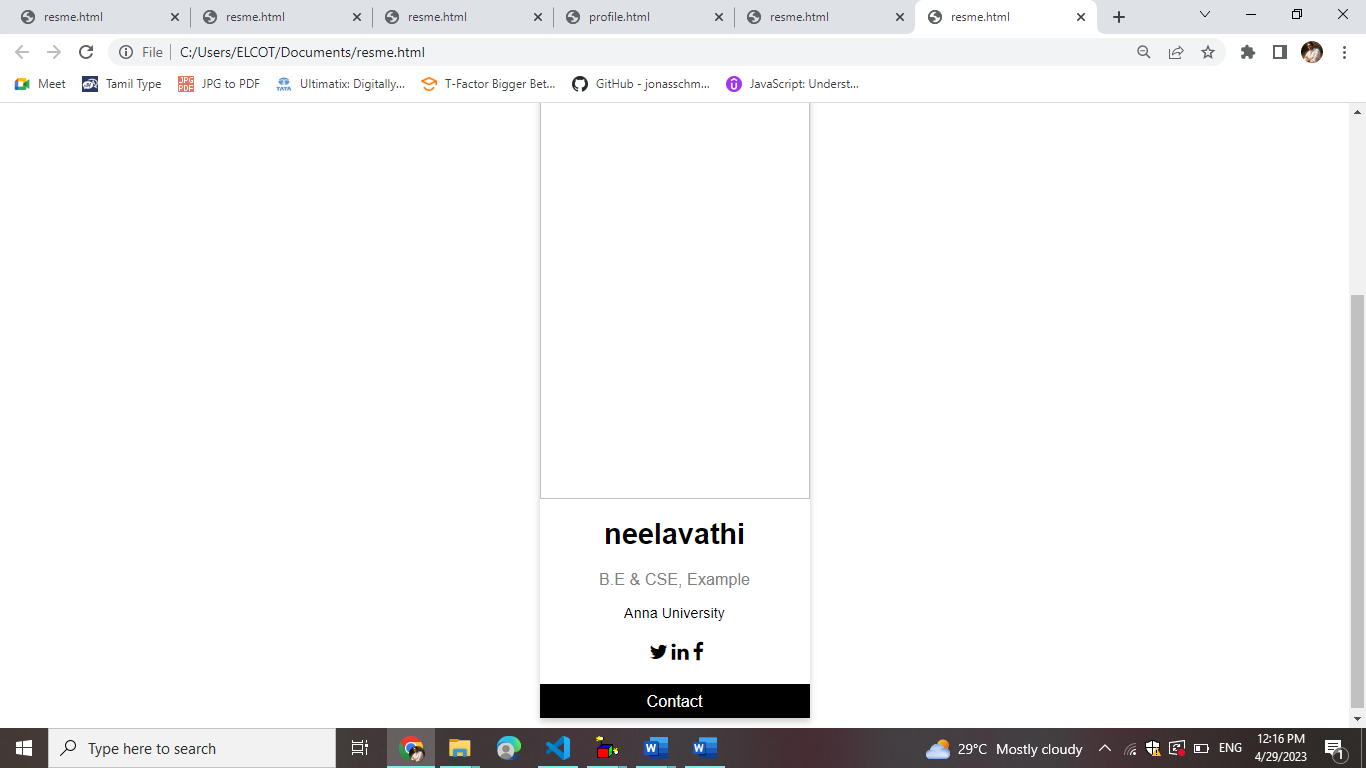 resme.html resme.html resme.html profile.html resme.html resme.html
File C:/Users/ELCOT/Documents/resme.html
Meet Tamil Type JPG to PDF Ultimatix: Digitally... T-Factor Bigger Bet... GitHub - jonasschm... JavaScript: Underst...
neelavathi
B.E & CSE, Example
Anna University
Contact
Type here to search 29°C Mostly cloudy ENG 12:16 PM
4/29/2023 1